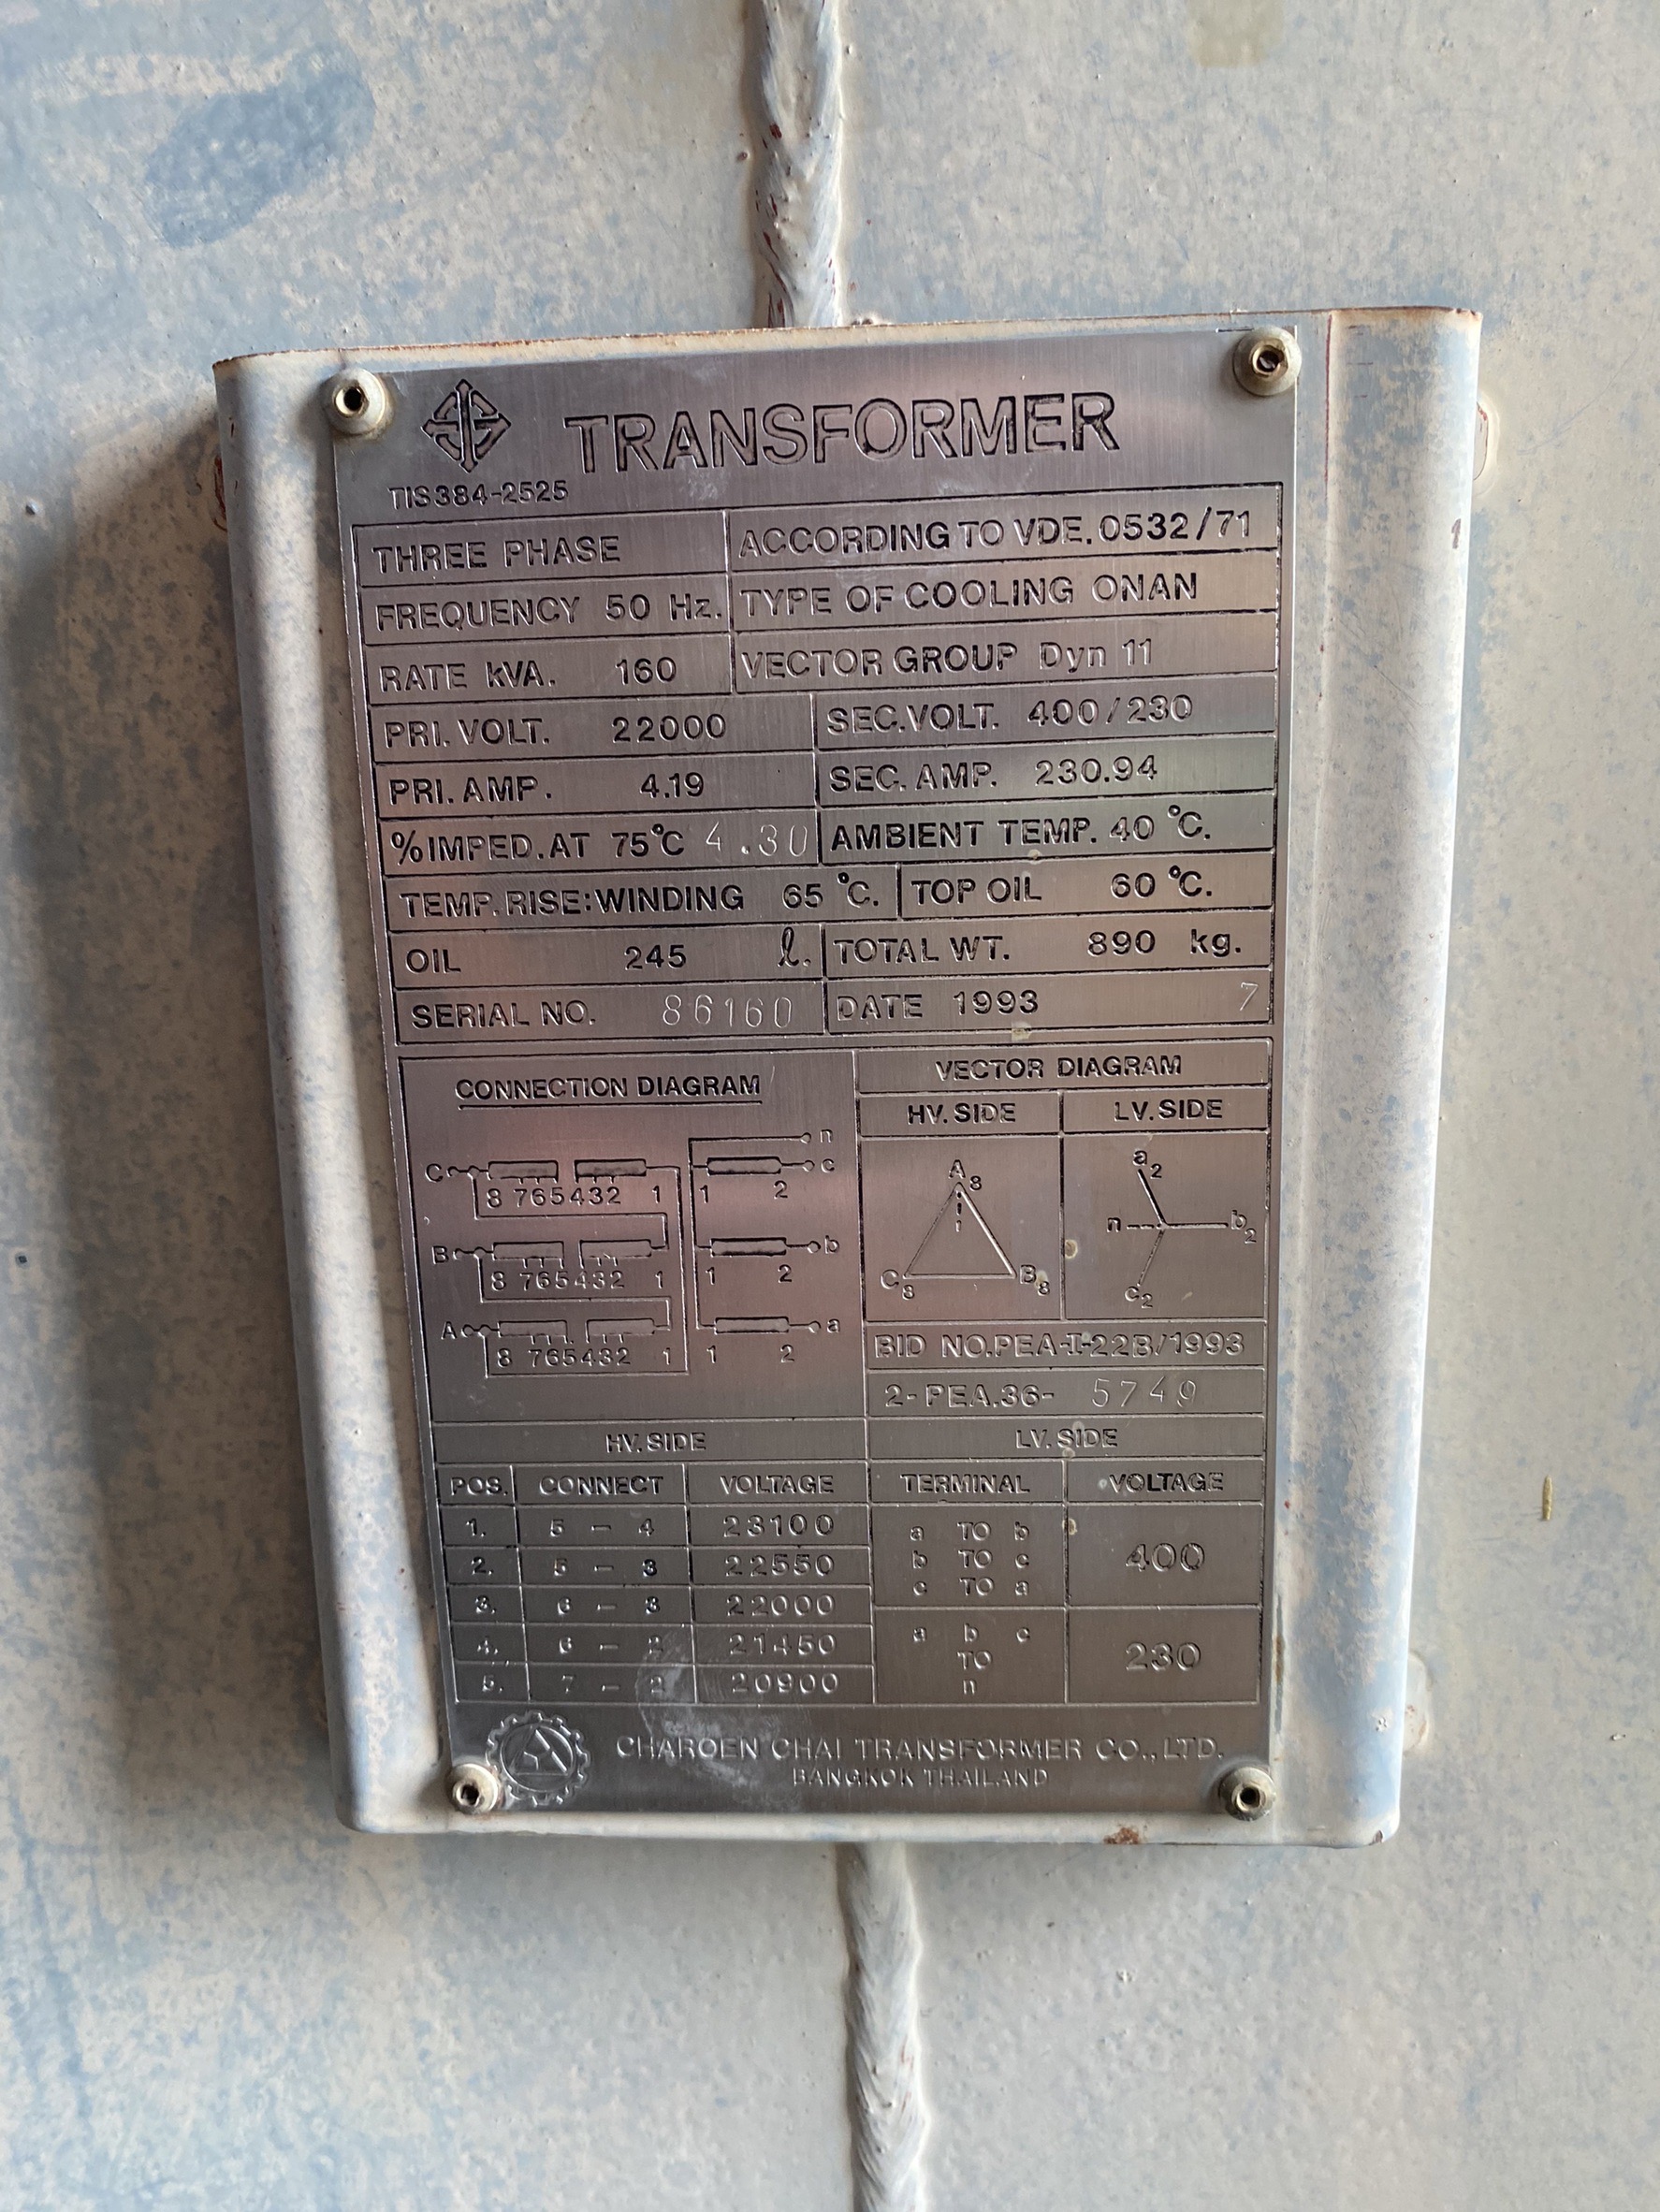 TRANSFORMER
TIS384-2525
THREE PHASE ACCORDING TO VDE.0532/71
FREQUENCY 50 Hz. TYPE OF COOLING ONAN
RATE kVA. 160 VECTOR GROUP Dyn 11
PRI.VOLT. 22000 SEC.VOLT. 400/230
PRI.AMP. 4.19 SEC.AMP. 230.94
%IMPED.AT 75°C 4.30 AMBIENT TEMP. 40 °C.
TEMP.RISE:WINDING 65 °C. TOP OIL 60 °C.
OIL 245 ℓ. TOTAL WT. 890 kg.
SERIAL NO. 86160 DATE 1993 7
CONNECTION DIAGRAM
n
C c
8 765432 1 1 2
B b
8 765432 1 1 2
A a
8 765432 1 1 2
VECTOR DIAGRAM
HV.SIDE LV.SIDE
A8 a2
n b2
C8 B8 c2
BID NO.PEA-I-22B/1993
2-PEA.36- 5749
HV.SIDE LV.SIDE
POS. CONNECT VOLTAGE TERMINAL VOLTAGE
1. 5 - 4 23100
2. 5 - 3 22550
3. 6 - 3 22000
4. 6 - 2 21450
5. 7 - 2 20900
a TO b
b TO c 400
c TO a
a b c
TO 230
n
CHAROEN CHAI TRANSFORMER CO.,LTD.
BANGKOK THAILAND